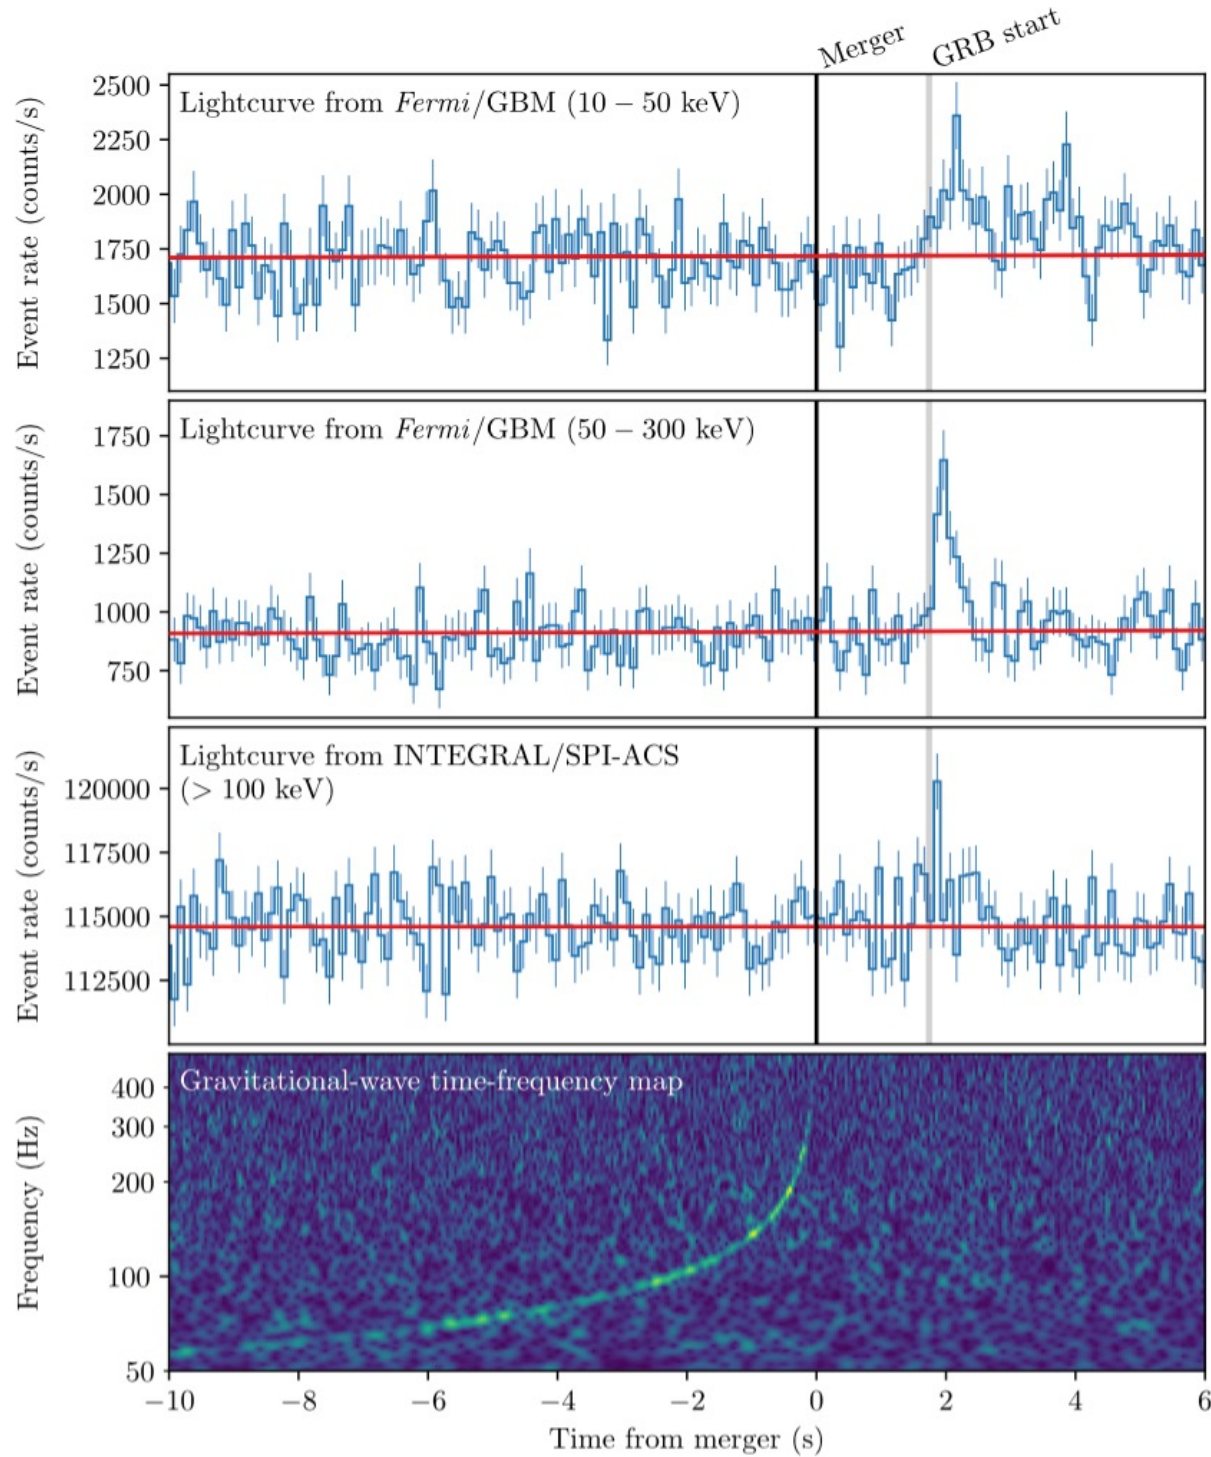 Merger
GRB start
Lightcurve from Fermi/GBM (10 – 50 keV)
Event rate (counts/s)
2500
2250
2000
1750
1500
1250
Lightcurve from Fermi/GBM (50 – 300 keV)
Event rate (counts/s)
1750
1500
1250
1000
750
Lightcurve from INTEGRAL/SPI-ACS
(> 100 keV)
Event rate (counts/s)
120000
117500
115000
112500
Gravitational-wave time-frequency map
Frequency (Hz)
400
300
200
100
50
−10 −8 −6 −4 −2 0 2 4 6
Time from merger (s)